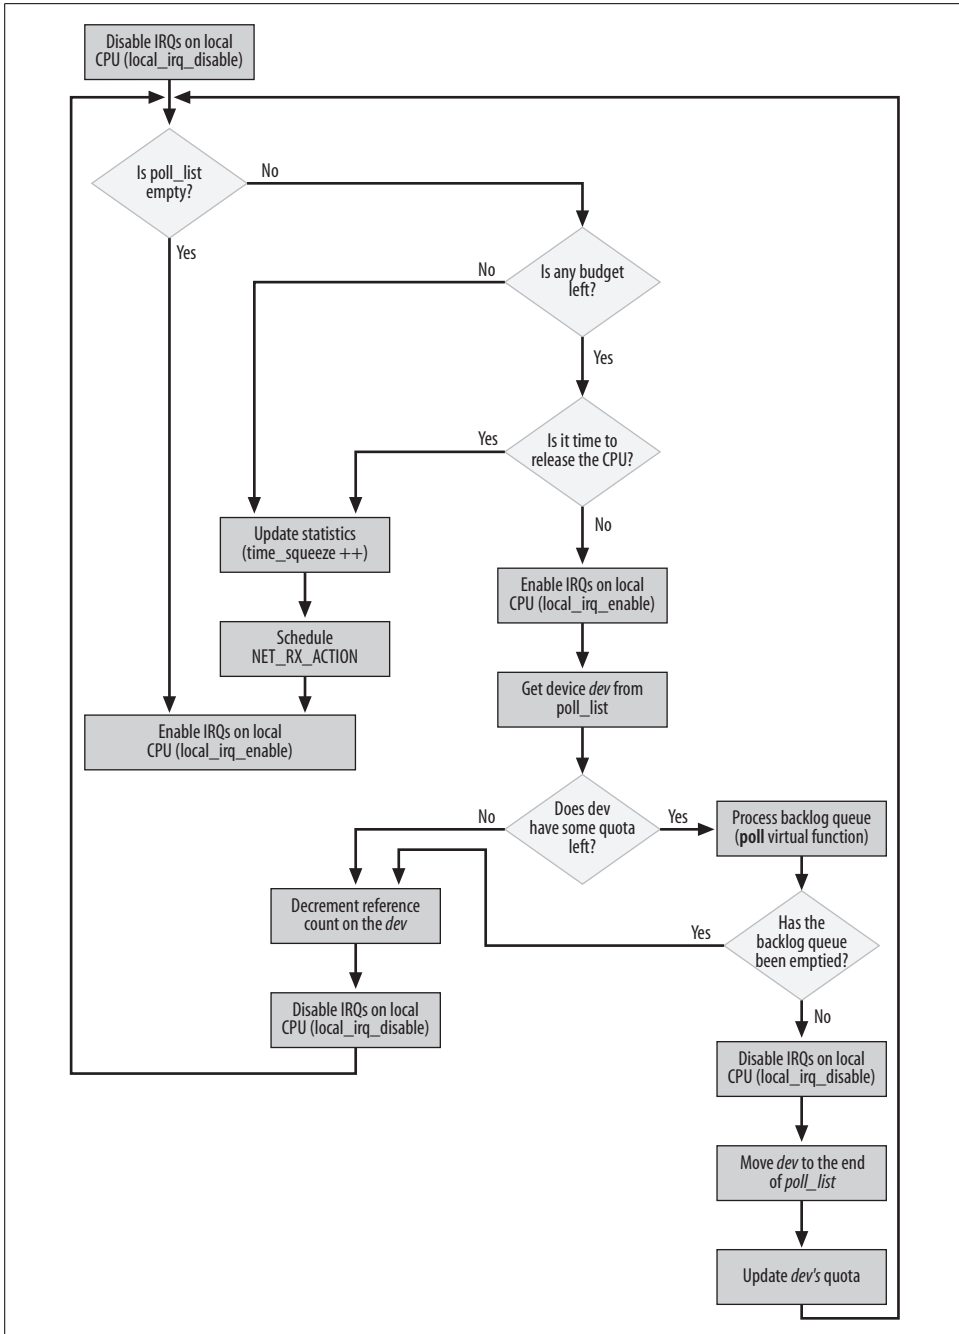 Disable IRQs on local
CPU (local_irq_disable)
Is poll_list
empty?
No
Yes
Is any budget
left?
No
Yes
Is it time to
release the CPU?
Yes
No
Update statistics
(time_squeeze ++)
Enable IRQs on local
CPU (local_irq_enable)
Schedule
NET_RX_ACTION
Get device dev from
poll_list
Enable IRQs on local
CPU (local_irq_enable)
Does dev
have some quota
left?
No
Yes
Process backlog queue
(poll virtual function)
Decrement reference
count on the dev
Has the
backlog queue
been emptied?
Yes
No
Disable IRQs on local
CPU (local_irq_disable)
Disable IRQs on local
CPU (local_irq_disable)
Move dev to the end
of poll_list
Update dev's quota